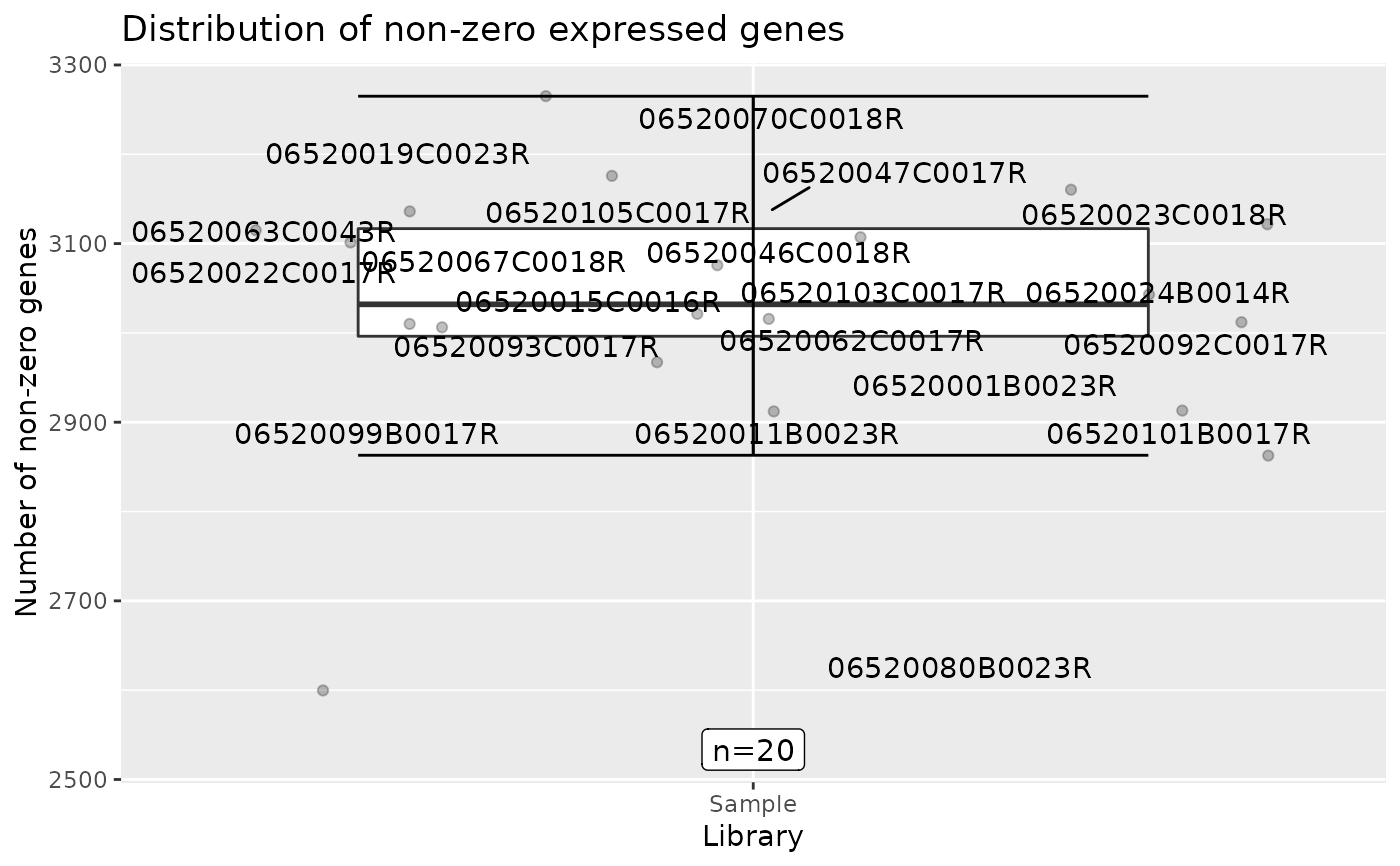 Distribution of non-zero expressed genes
Number of non-zero genes
3300
3100
2900
2700
2500
06520070C0018R
06520019C0023R
06520047C0017R
06520105C0017R
06520023C0018R
06520063C0043R
06520046C0018R
06520067C0018R
06520022C0017R
06520103C0017R
06520024B0014R
06520015C0016R
06520062C0017R
06520092C0017R
06520093C0017R
06520001B0023R
06520099B0017R
06520011B0023R
06520101B0017R
06520080B0023R
n=20
Sample
Library